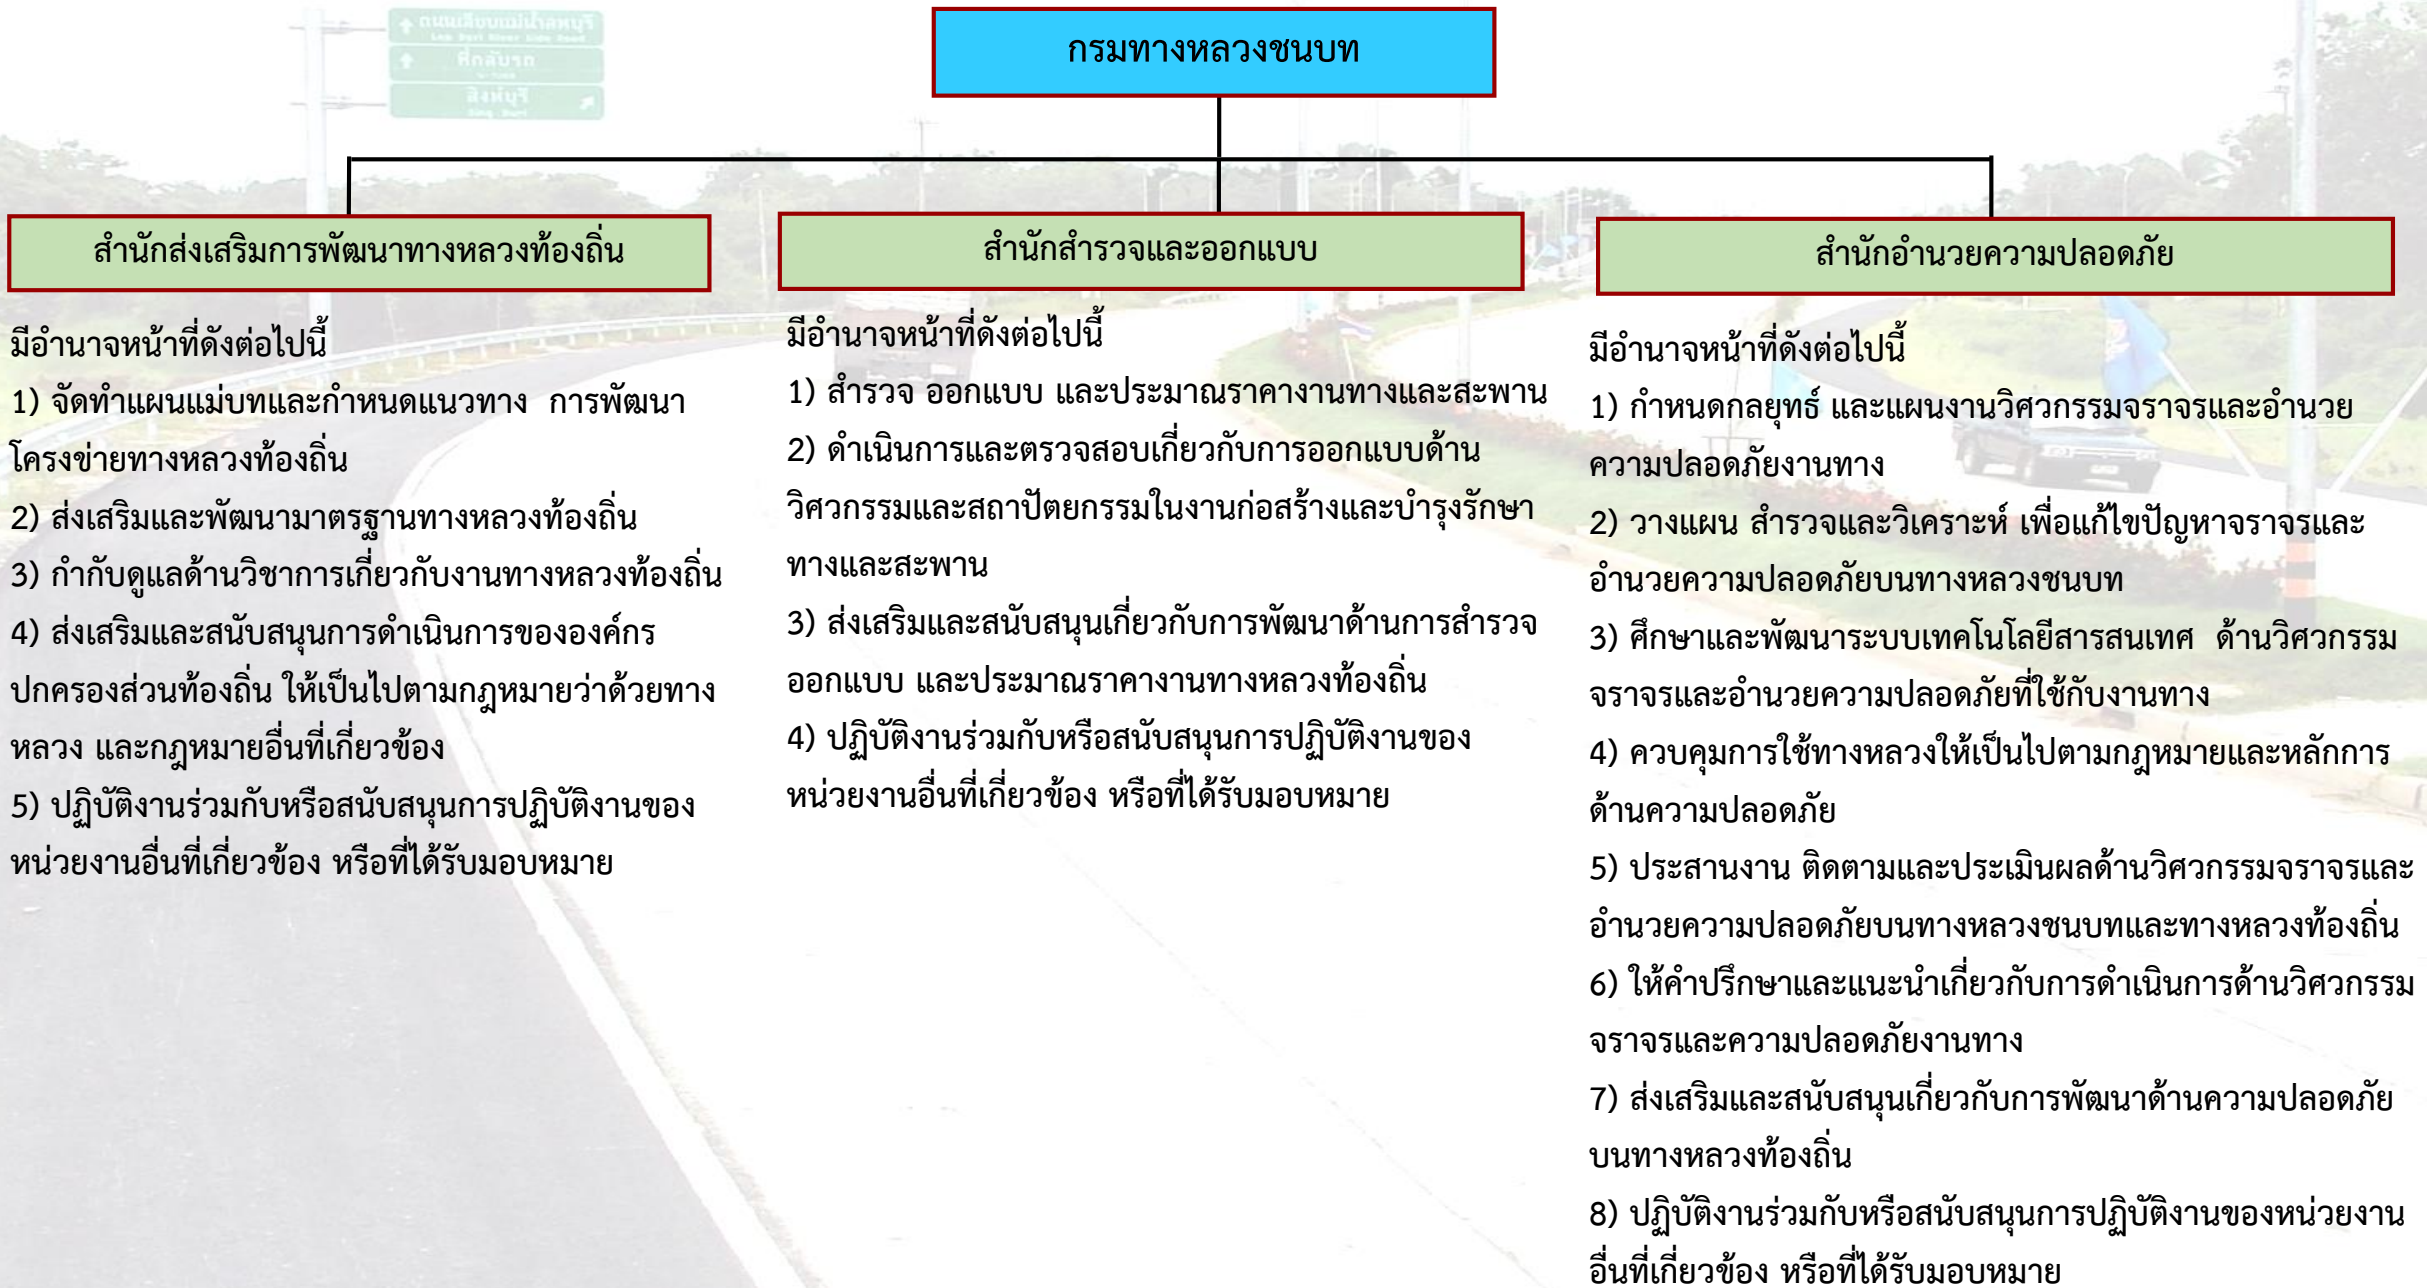 ถนนเลียบแม่น้ำลพบุรี
Lop Buri River Side Road
ที่กลับรถ
U-Turn
สิงห์บุรี
Sing Buri
กรมทางหลวงชนบท
สำนักส่งเสริมการพัฒนาทางหลวงท้องถิ่น
มีอำนาจหน้าที่ดังต่อไปนี้
1) จัดทำแผนแม่บทและกำหนดแนวทาง การพัฒนา
โครงข่ายทางหลวงท้องถิ่น
2) ส่งเสริมและพัฒนามาตรฐานทางหลวงท้องถิ่น
3) กำกับดูแลด้านวิชาการเกี่ยวกับงานทางหลวงท้องถิ่น
4) ส่งเสริมและสนับสนุนการดำเนินการขององค์กร
ปกครองส่วนท้องถิ่น ให้เป็นไปตามกฎหมายว่าด้วยทาง
หลวง และกฎหมายอื่นที่เกี่ยวข้อง
5) ปฏิบัติงานร่วมกับหรือสนับสนุนการปฏิบัติงานของ
หน่วยงานอื่นที่เกี่ยวข้อง หรือที่ได้รับมอบหมาย
สำนักสำรวจและออกแบบ
มีอำนาจหน้าที่ดังต่อไปนี้
1) สำรวจ ออกแบบ และประมาณราคางานทางและสะพาน
2) ดำเนินการและตรวจสอบเกี่ยวกับการออกแบบด้าน
วิศวกรรมและสถาปัตยกรรมในงานก่อสร้างและบำรุงรักษา
ทางและสะพาน
3) ส่งเสริมและสนับสนุนเกี่ยวกับการพัฒนาด้านการสำรวจ
ออกแบบ และประมาณราคางานทางหลวงท้องถิ่น
4) ปฏิบัติงานร่วมกับหรือสนับสนุนการปฏิบัติงานของ
หน่วยงานอื่นที่เกี่ยวข้อง หรือที่ได้รับมอบหมาย
สำนักอำนวยความปลอดภัย
มีอำนาจหน้าที่ดังต่อไปนี้
1) กำหนดกลยุทธ์ และแผนงานวิศวกรรมจราจรและอำนวย
ความปลอดภัยงานทาง
2) วางแผน สำรวจและวิเคราะห์ เพื่อแก้ไขปัญหาจราจรและ
อำนวยความปลอดภัยบนทางหลวงชนบท
3) ศึกษาและพัฒนาระบบเทคโนโลยีสารสนเทศ ด้านวิศวกรรม
จราจรและอำนวยความปลอดภัยที่ใช้กับงานทาง
4) ควบคุมการใช้ทางหลวงให้เป็นไปตามกฎหมายและหลักการ
ด้านความปลอดภัย
5) ประสานงาน ติดตามและประเมินผลด้านวิศวกรรมจราจรและ
อำนวยความปลอดภัยบนทางหลวงชนบทและทางหลวงท้องถิ่น
6) ให้คำปรึกษาและแนะนำเกี่ยวกับการดำเนินการด้านวิศวกรรม
จราจรและความปลอดภัยงานทาง
7) ส่งเสริมและสนับสนุนเกี่ยวกับการพัฒนาด้านความปลอดภัย
บนทางหลวงท้องถิ่น
8) ปฏิบัติงานร่วมกับหรือสนับสนุนการปฏิบัติงานของหน่วยงาน
อื่นที่เกี่ยวข้อง หรือที่ได้รับมอบหมาย